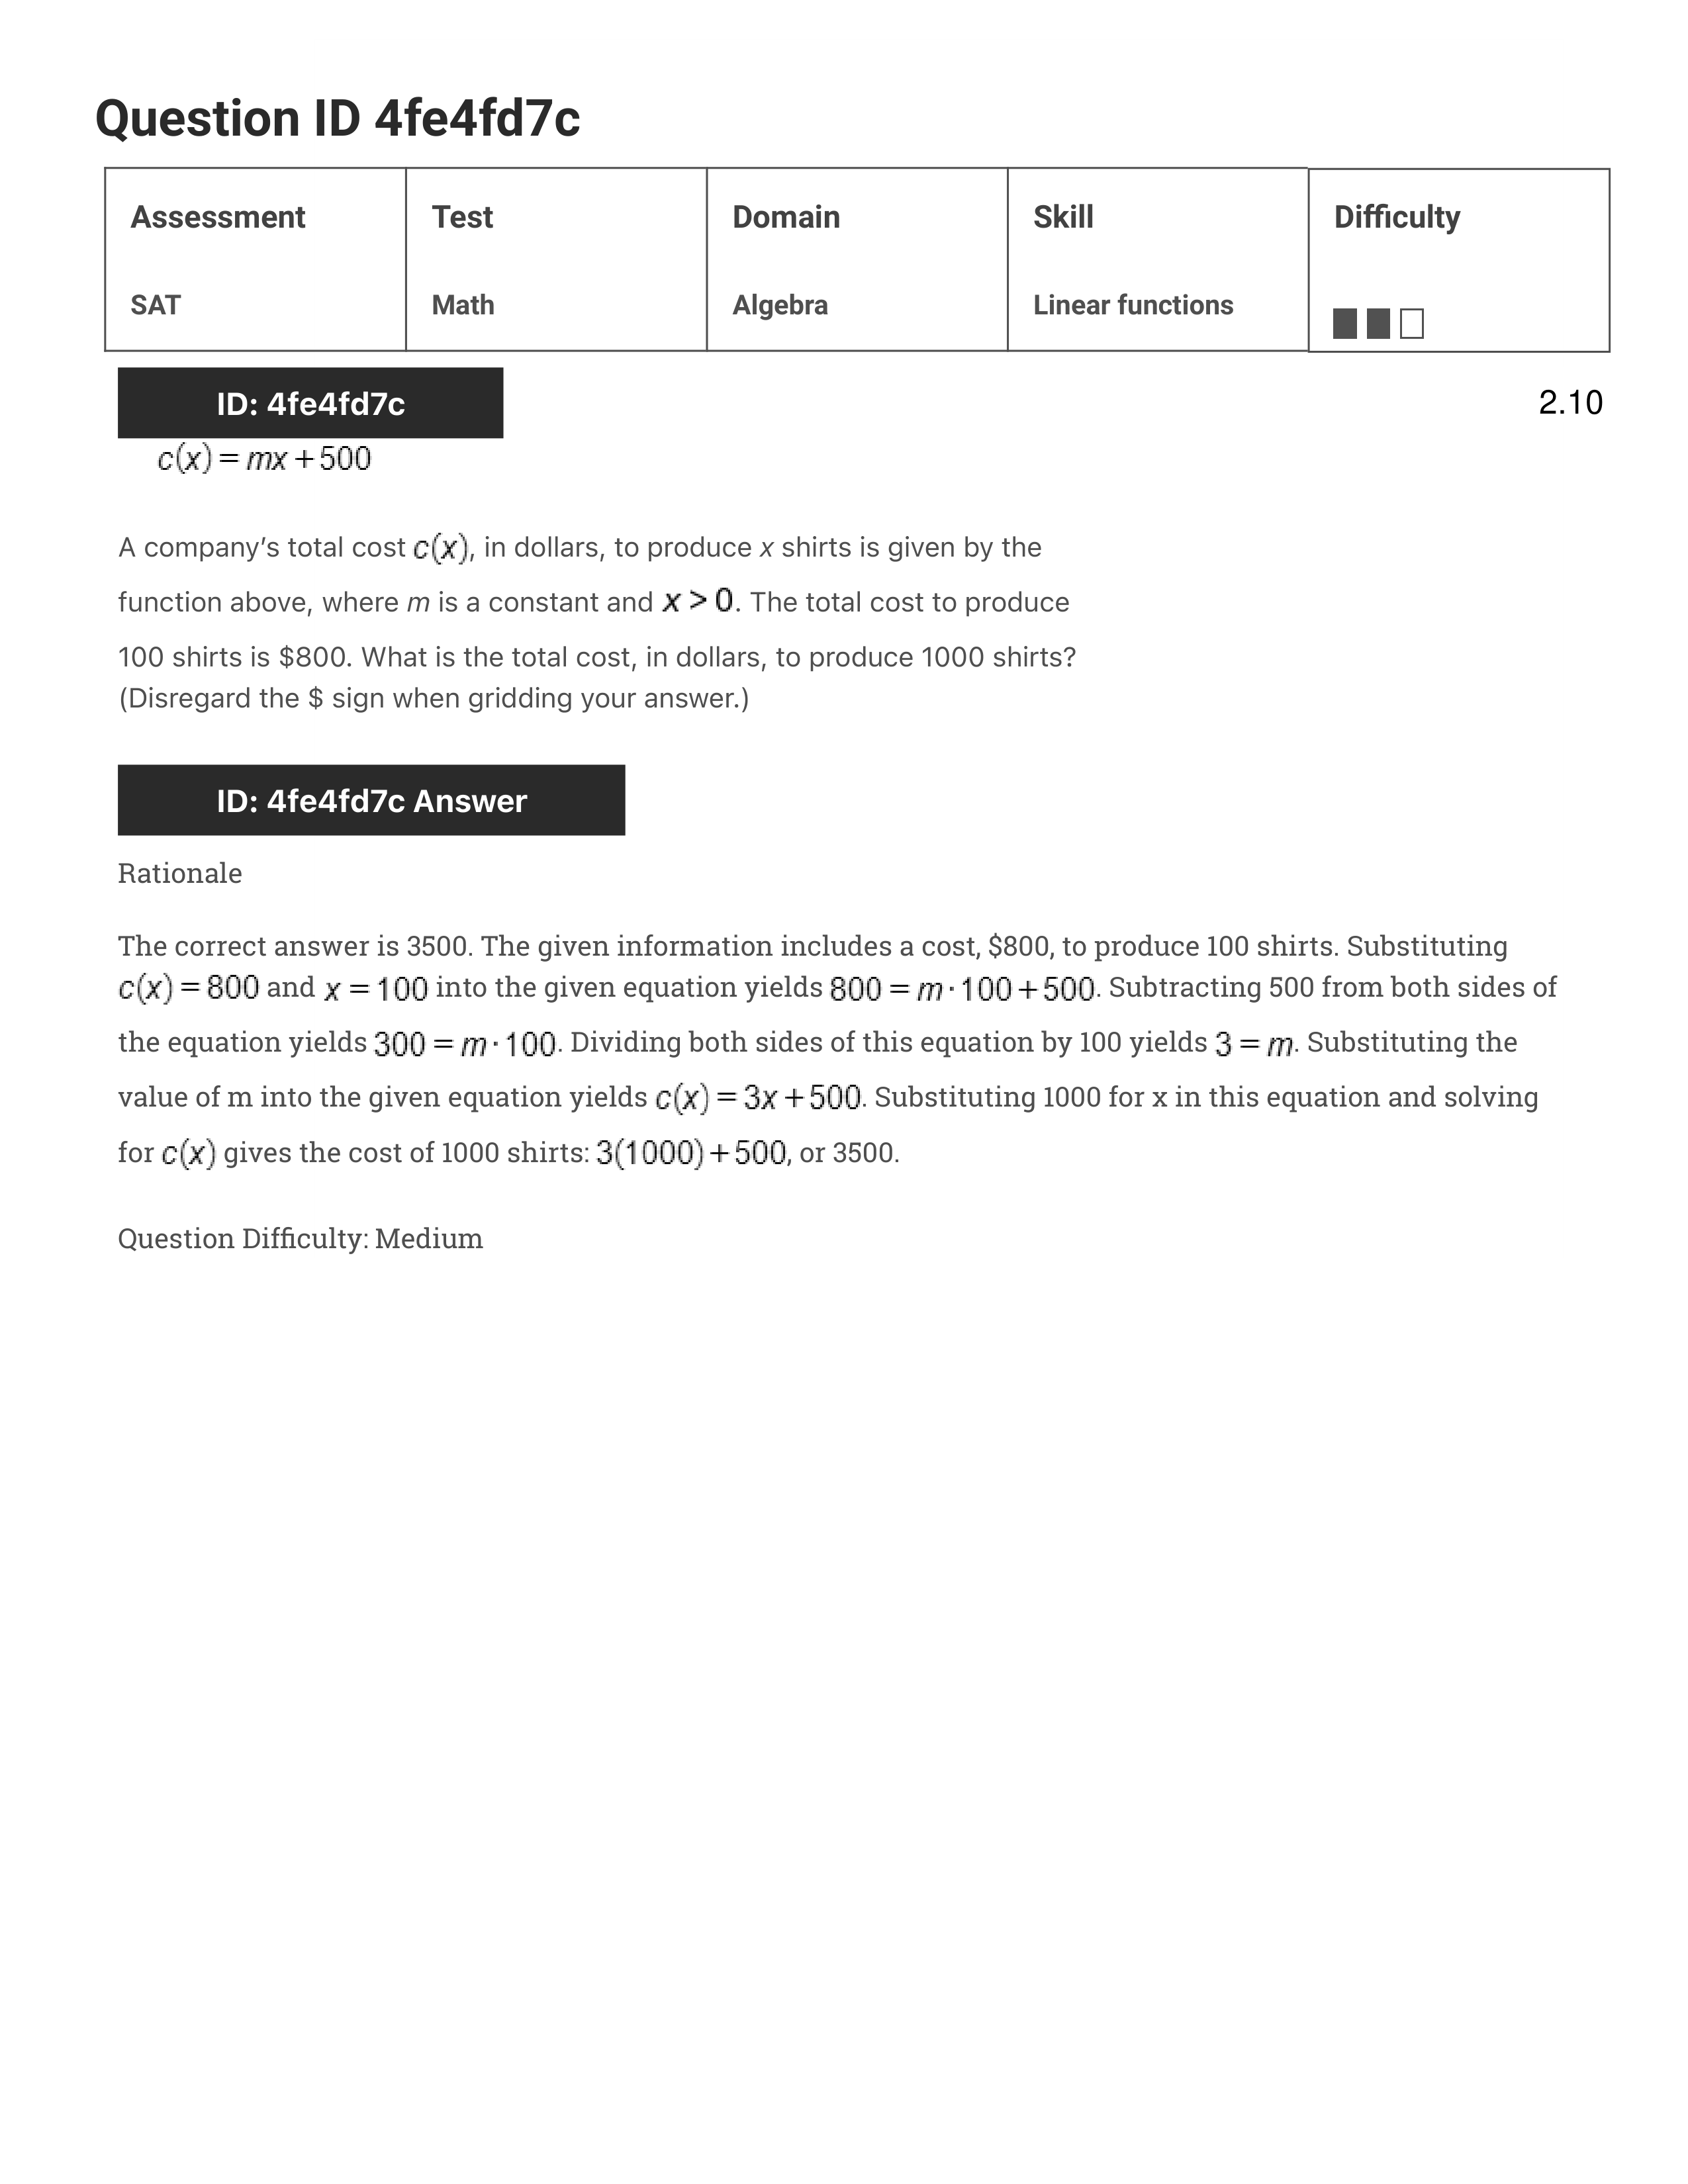 Question ID 4fe4fd7c
Assessment Test Domain Skill Difficulty
SAT Math Algebra Linear functions
ID: 4fe4fd7c
2.10
c(x) = mx + 500
A company’s total cost c(x), in dollars, to produce x shirts is given by the
function above, where m is a constant and x > 0. The total cost to produce
100 shirts is $800. What is the total cost, in dollars, to produce 1000 shirts?
(Disregard the $ sign when gridding your answer.)
ID: 4fe4fd7c Answer
Rationale
The correct answer is 3500. The given information includes a cost, $800, to produce 100 shirts. Substituting
c(x) = 800 and x = 100 into the given equation yields 800 = m · 100 + 500. Subtracting 500 from both sides of
the equation yields 300 = m · 100. Dividing both sides of this equation by 100 yields 3 = m. Substituting the
value of m into the given equation yields c(x) = 3x + 500. Substituting 1000 for x in this equation and solving
for c(x) gives the cost of 1000 shirts: 3(1000) + 500, or 3500.
Question Difficulty: Medium